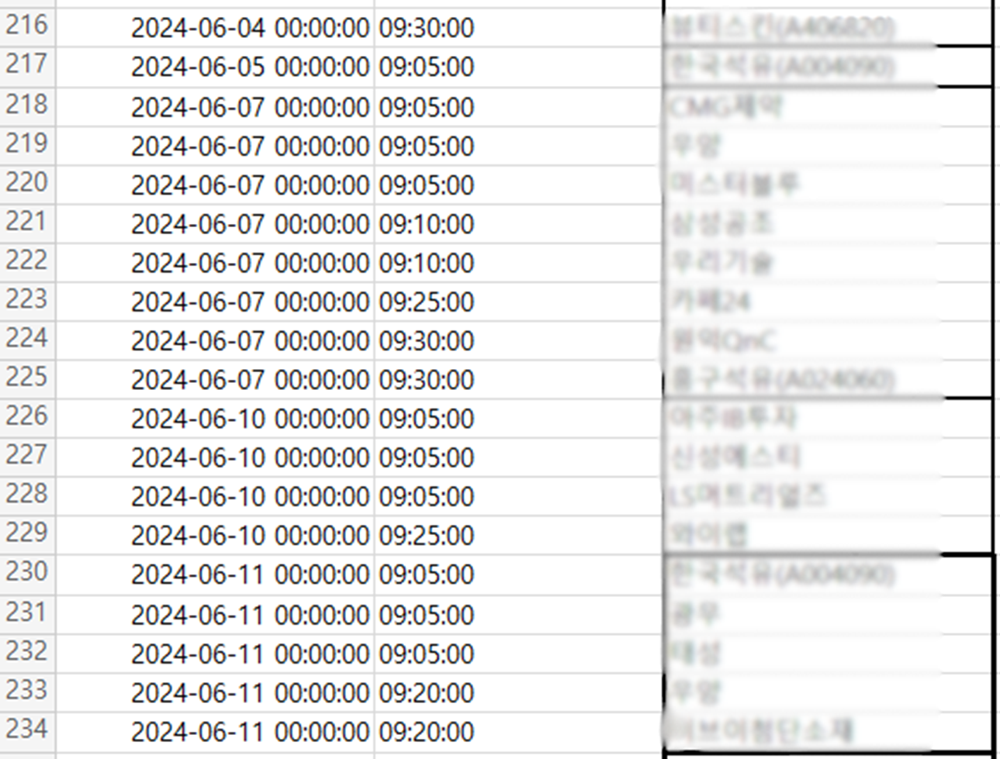 216 2024-06-04 00:00:00 09:30:00 뷰티스킨(A406820)
217 2024-06-05 00:00:00 09:05:00 한국석유(A004090)
218 2024-06-07 00:00:00 09:05:00 CMG제약
219 2024-06-07 00:00:00 09:05:00 우양
220 2024-06-07 00:00:00 09:05:00 미스터블루
221 2024-06-07 00:00:00 09:10:00 삼성공조
222 2024-06-07 00:00:00 09:10:00 우리기술
223 2024-06-07 00:00:00 09:25:00 카페24
224 2024-06-07 00:00:00 09:30:00 원익QnC
225 2024-06-07 00:00:00 09:30:00 흥구석유(A024060)
226 2024-06-10 00:00:00 09:05:00 아주IB투자
227 2024-06-10 00:00:00 09:05:00 신성에스티
228 2024-06-10 00:00:00 09:05:00 LS머트리얼즈
229 2024-06-10 00:00:00 09:25:00 와이랩
230 2024-06-11 00:00:00 09:05:00 한국석유(A004090)
231 2024-06-11 00:00:00 09:05:00 광무
232 2024-06-11 00:00:00 09:05:00 태성
233 2024-06-11 00:00:00 09:20:00 우양
234 2024-06-11 00:00:00 09:20:00